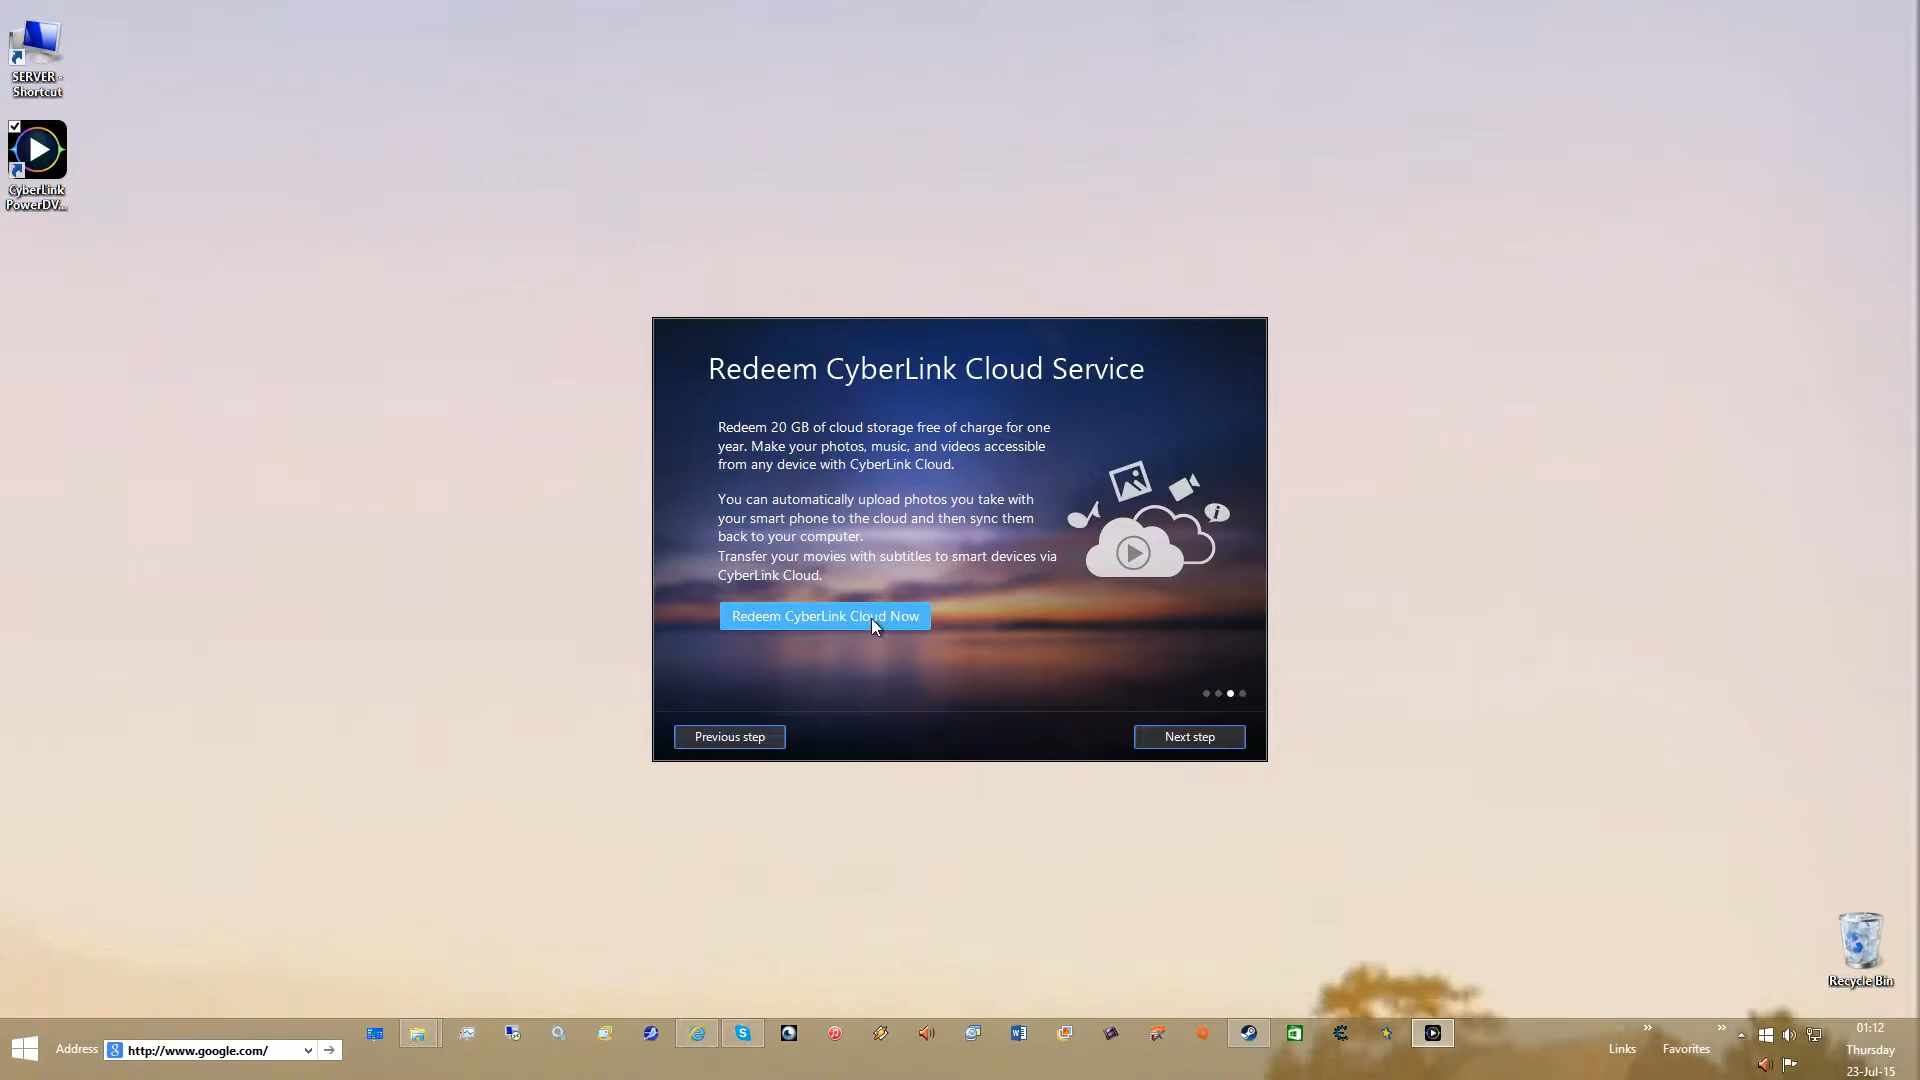 SERVER -
Shortcut
CyberLink
PowerDV...
Redeem CyberLink Cloud Service
Redeem 20 GB of cloud storage free of charge for one
year. Make your photos, music, and videos accessible
from any device with CyberLink Cloud.
You can automatically upload photos you take with
your smart phone to the cloud and then sync them
back to your computer.
Transfer your movies with subtitles to smart devices via
CyberLink Cloud.
Redeem CyberLink Cloud Now
Previous step
Next step
Recycle Bin
Address
http://www.google.com/
Links
Favorites
01:12
Thursday
23-Jul-15